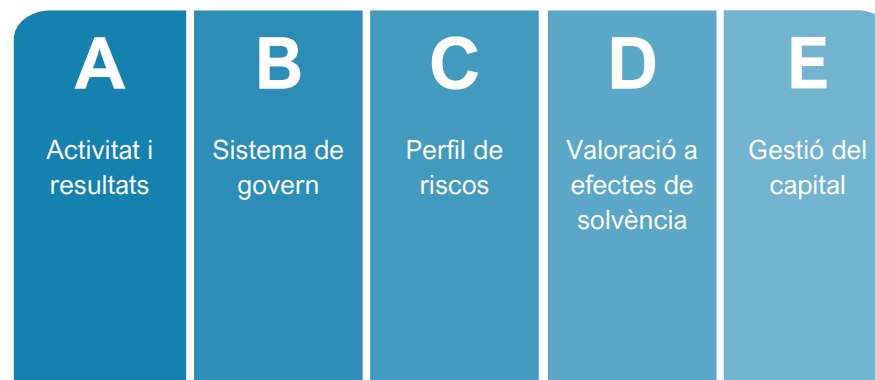 A
Activitat i
resultats
B
Sistema de
govern
C
Perfil de
riscos
D
Valoració a
efectes de
solvència
E
Gestió del
capital